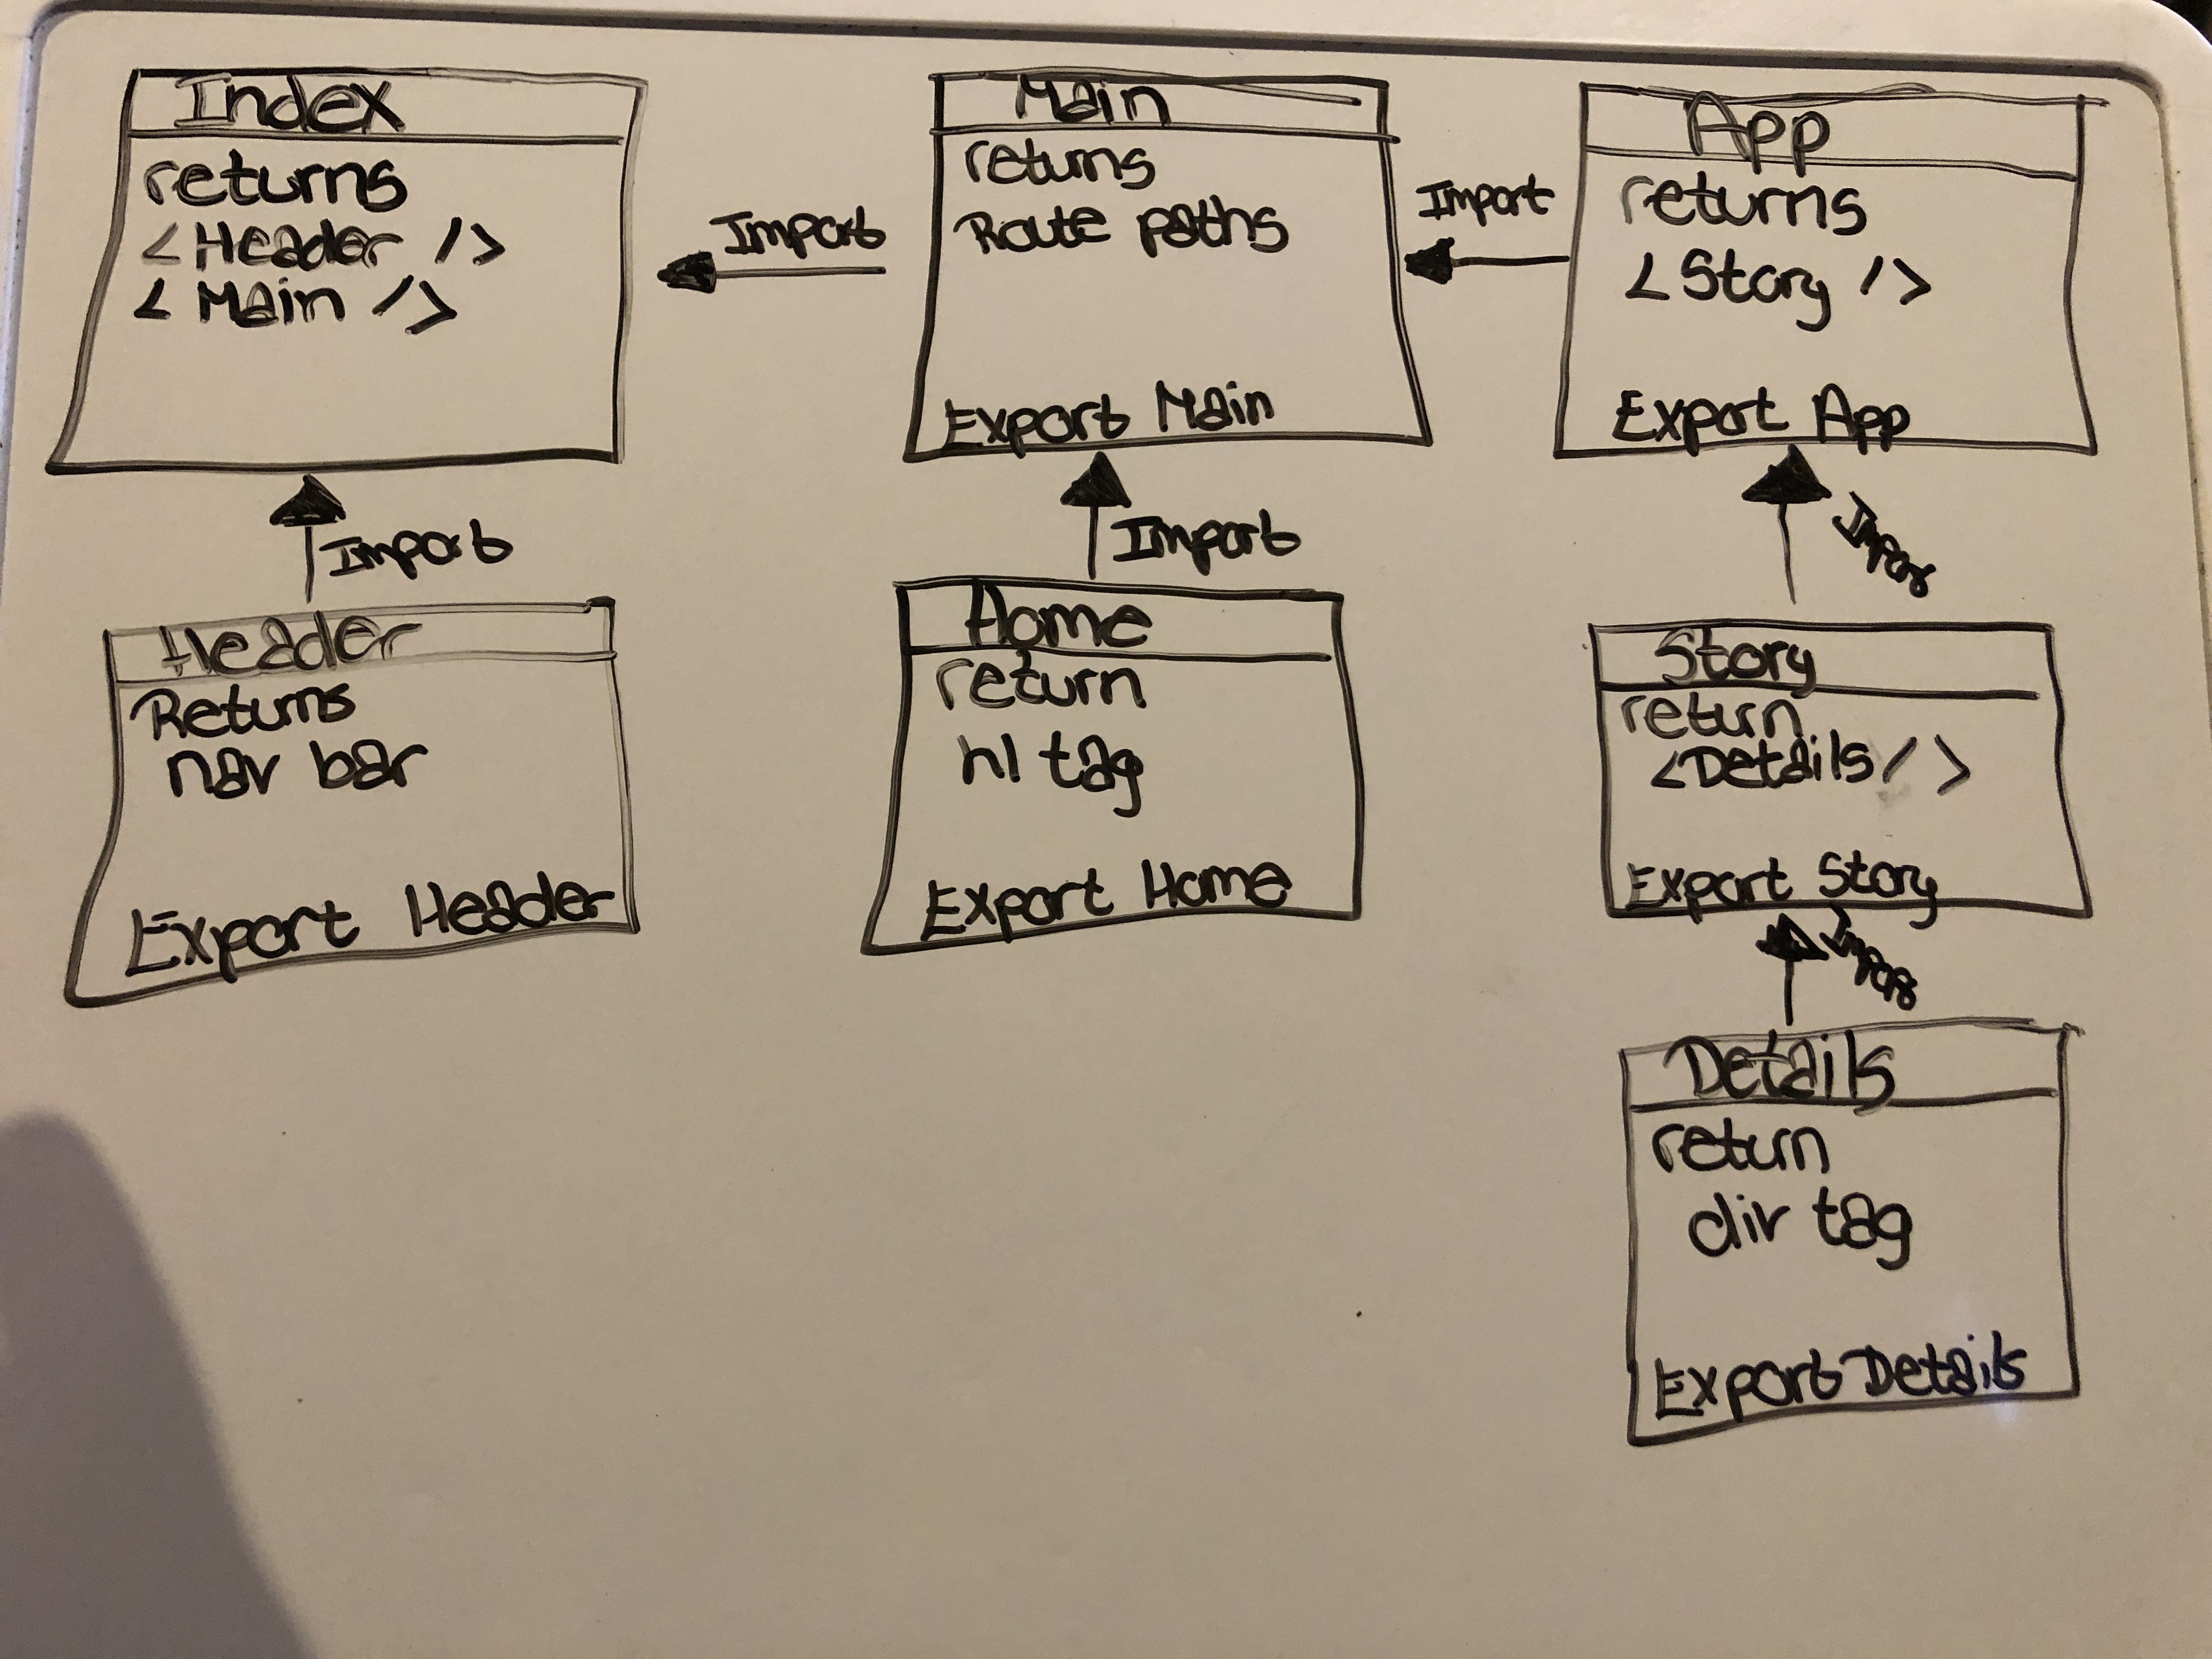 Index
returns
<Header />
<Main />
Import
Main
returns
Route paths
Export Main
Import
App
returns
<Story />
Export App
Import
Header
Returns
nav bar
Export Header
Import
Home
return
h1 tag
Export Home
Story
return
<Details/>
Export Story
Details
return
div tag
Export Details